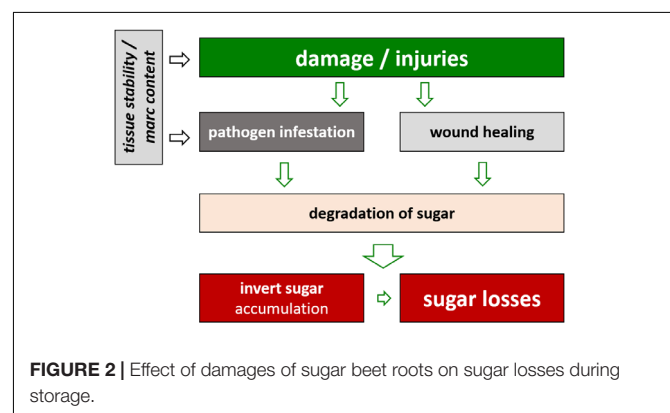 tissue stability /
marc content
damage / injuries
pathogen infestation
wound healing
degradation of sugar
invert sugar
accumulation
sugar losses
FIGURE 2 | Effect of damages of sugar beet roots on sugar losses during
storage.